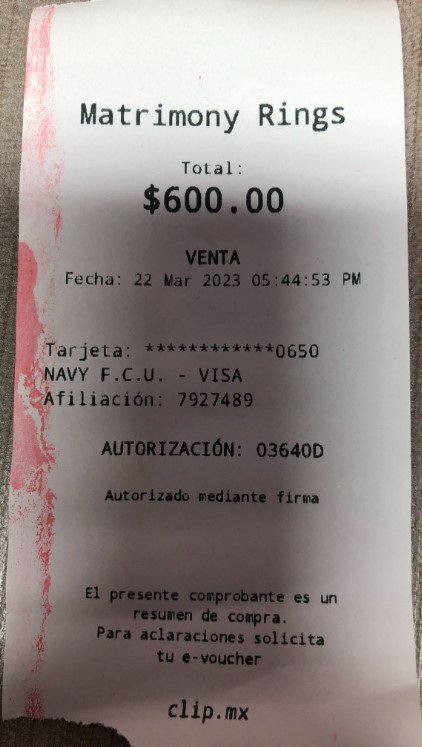 Matrimony Rings
Total:
$600.00
VENTA
Fecha: 22 Mar 2023 05:44:53 PM
Tarjeta: ************0650
NAVY F.C.U. - VISA
Afiliación: 7927489
AUTORIZACIÓN: 03640D
Autorizado mediante firma
El presente comprobante es un
resumen de compra.
Para aclaraciones solicita
tu e-voucher
clip.mx